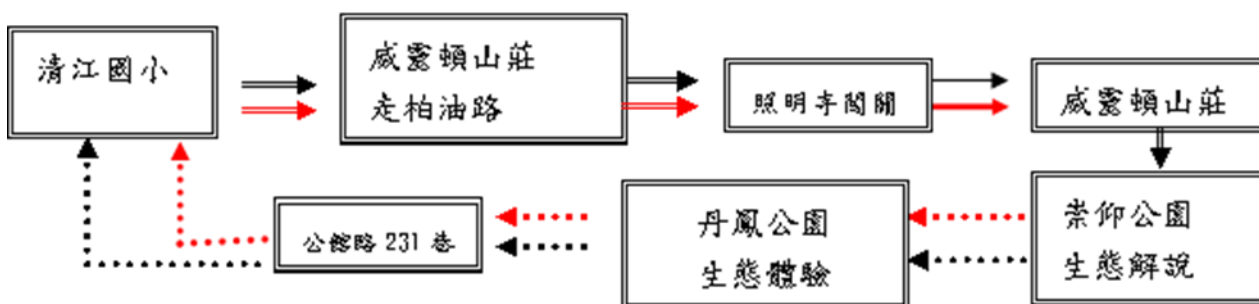 清江國小
威靈頓山莊
走柏油路
照明亭闖關
威靈頓山莊
崇仰公園
生態解說
丹鳳公園
生態體驗
公館路 231 巷